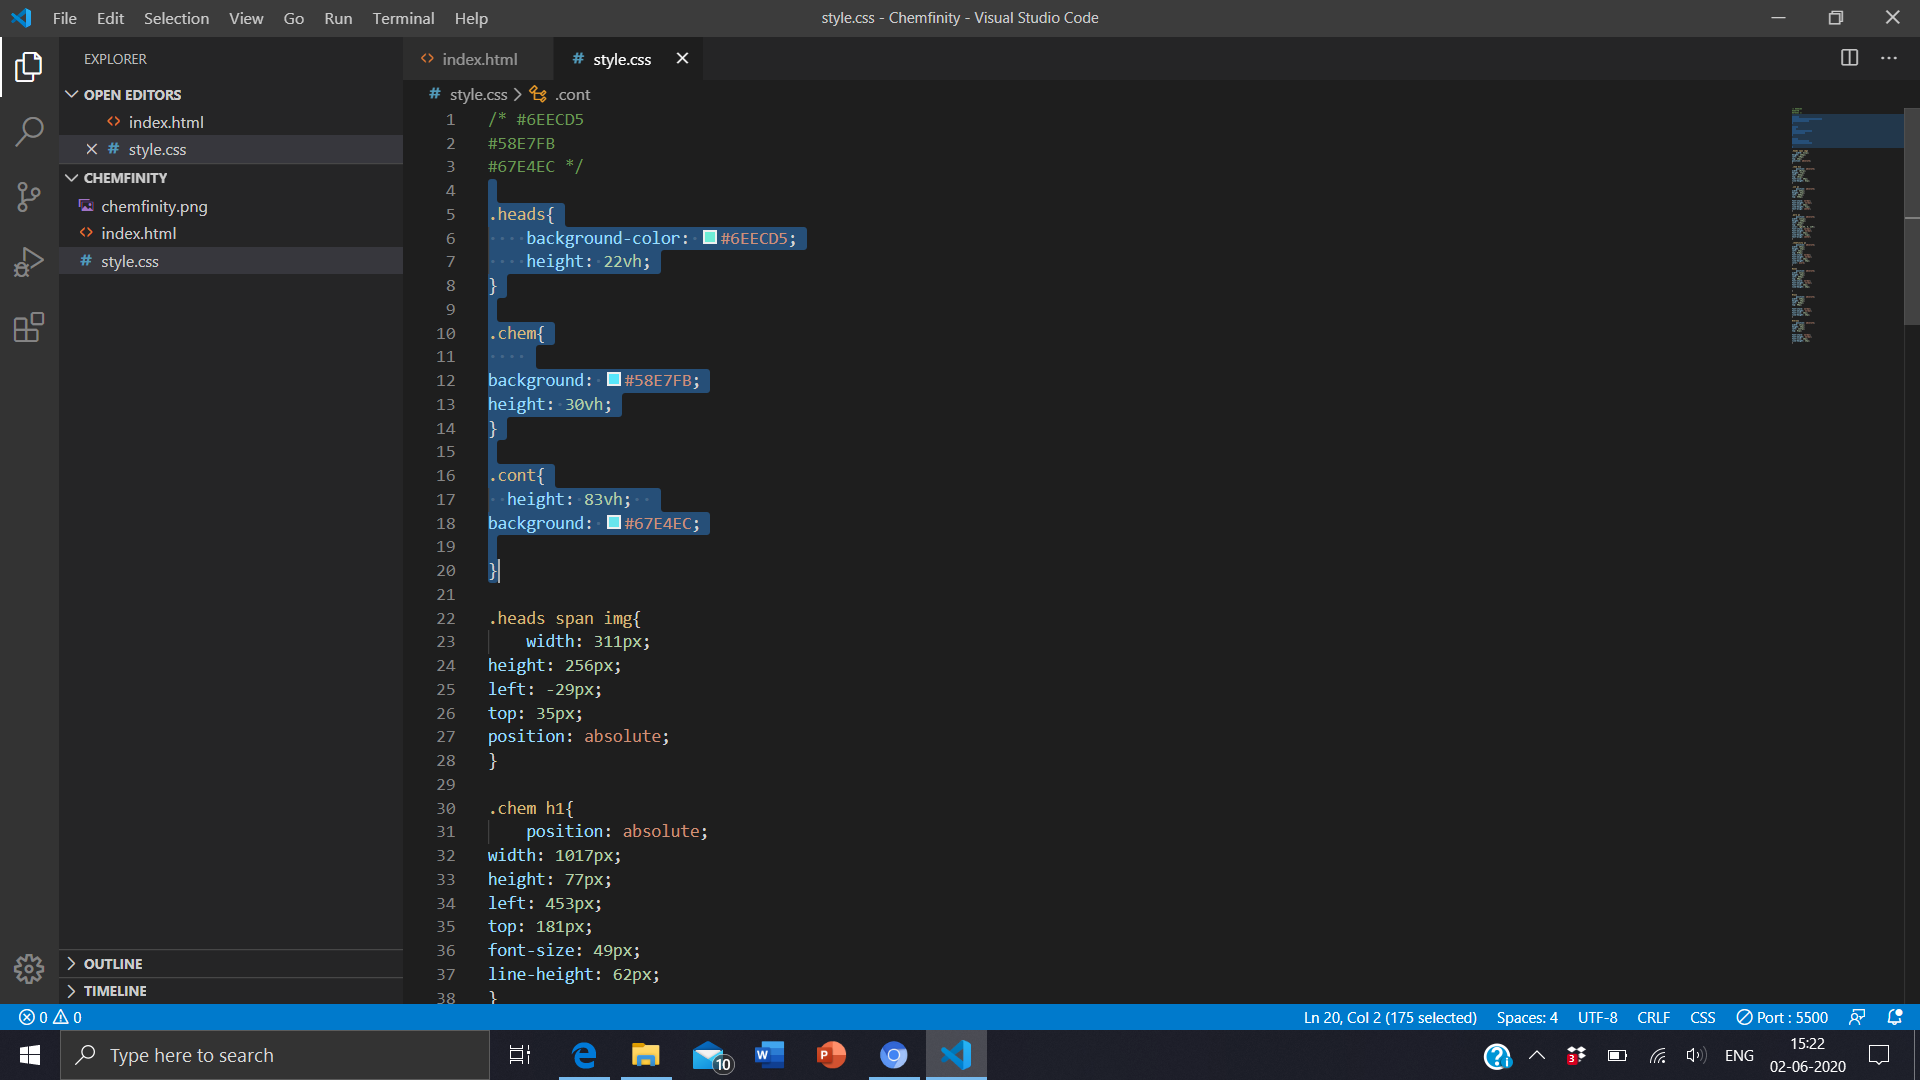 File Edit Selection View Go Run Terminal Help
style.css - Chemfinity - Visual Studio Code
EXPLORER
OPEN EDITORS
index.html
style.css
CHEMFINITY
chemfinity.png
index.html
style.css
OUTLINE
TIMELINE
index.html
style.css
style.css > .cont
1 /* #6EECD5
2 #58E7FB
3 #67E4EC */
4
5 .heads{
6 background-color: #6EECD5;
7 height: 22vh;
8 }
9
10 .chem{
11
12 background: #58E7FB;
13 height: 30vh;
14 }
15
16 .cont{
17 height: 83vh;
18 background: #67E4EC;
19
20 }
21
22 .heads span img{
23 width: 311px;
24 height: 256px;
25 left: -29px;
26 top: 35px;
27 position: absolute;
28 }
29
30 .chem h1{
31 position: absolute;
32 width: 1017px;
33 height: 77px;
34 left: 453px;
35 top: 181px;
36 font-size: 49px;
37 line-height: 62px;
38 }
0 0
Ln 20, Col 2 (175 selected) Spaces: 4 UTF-8 CRLF CSS Port : 5500
Type here to search
10
3
ENG
15:22
02-06-2020